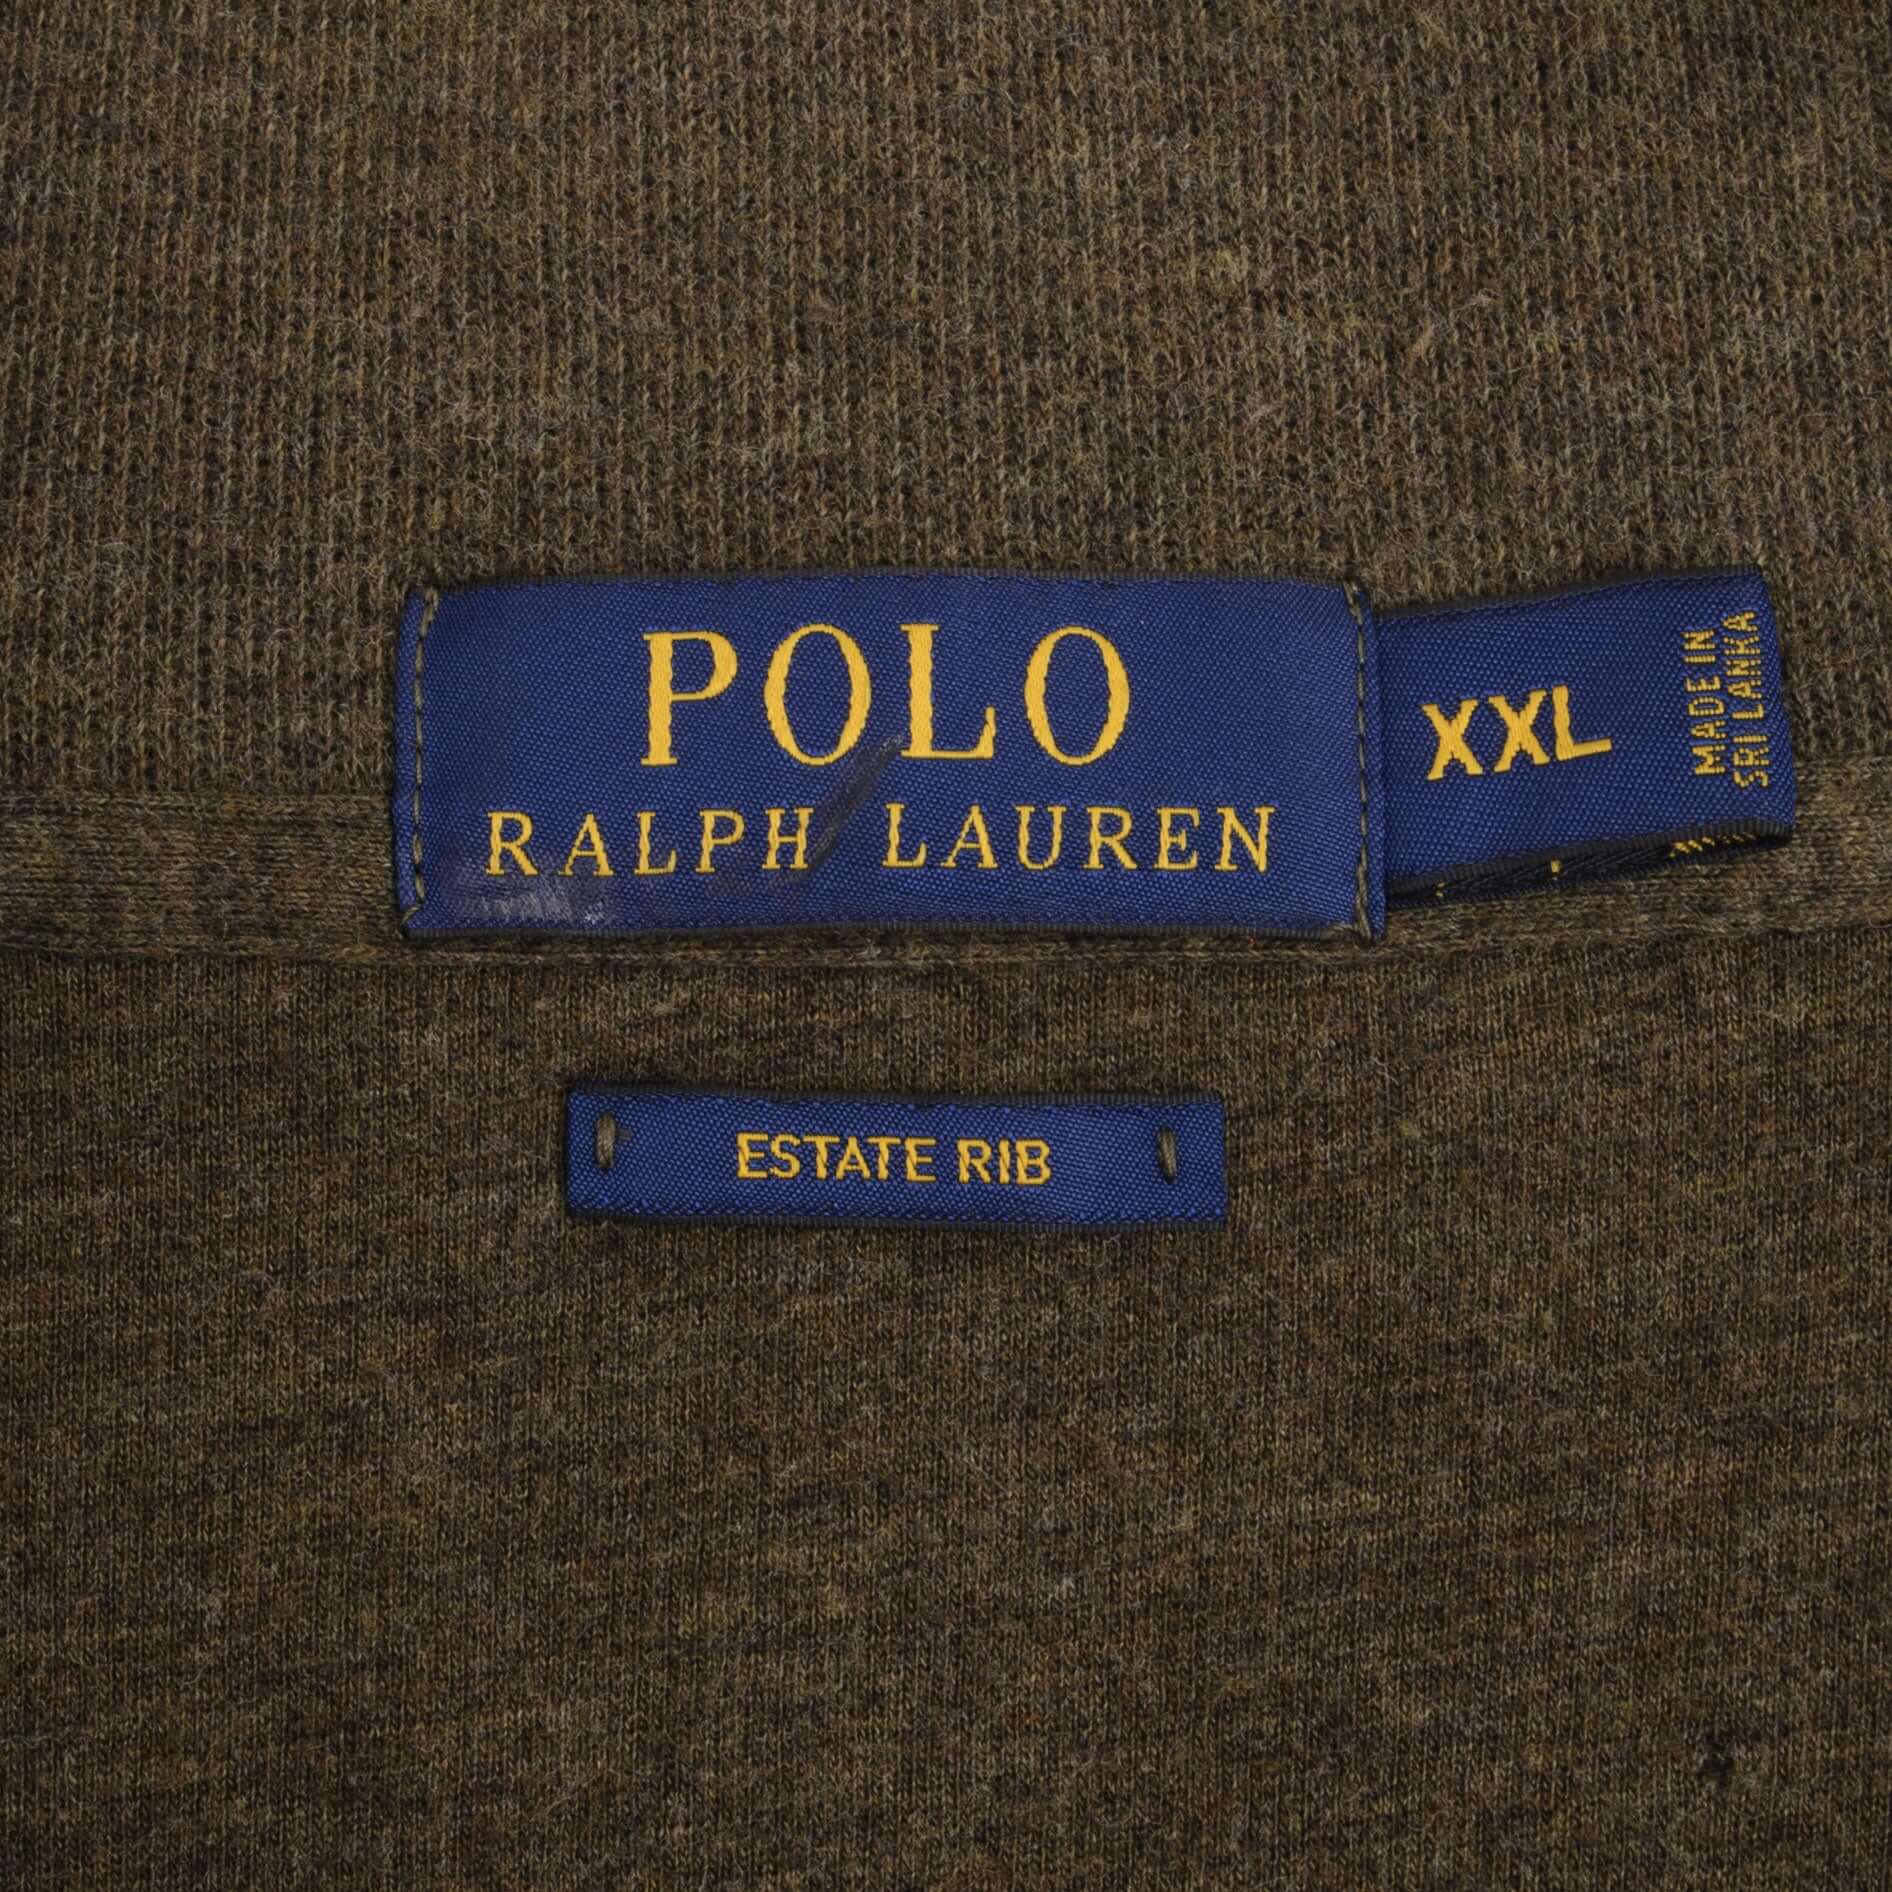 POLO
RALPH LAUREN
XXL
MADE IN
SRI LANKA
ESTATE RIB